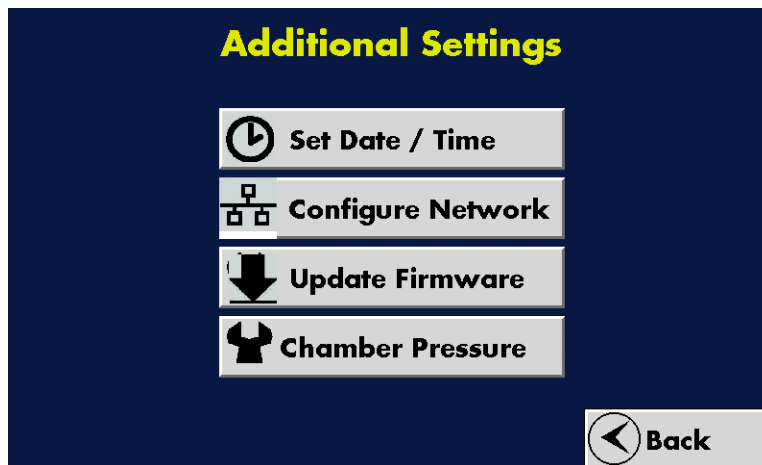 Additional Settings
Set Date / Time
Configure Network
Update Firmware
Chamber Pressure
Back